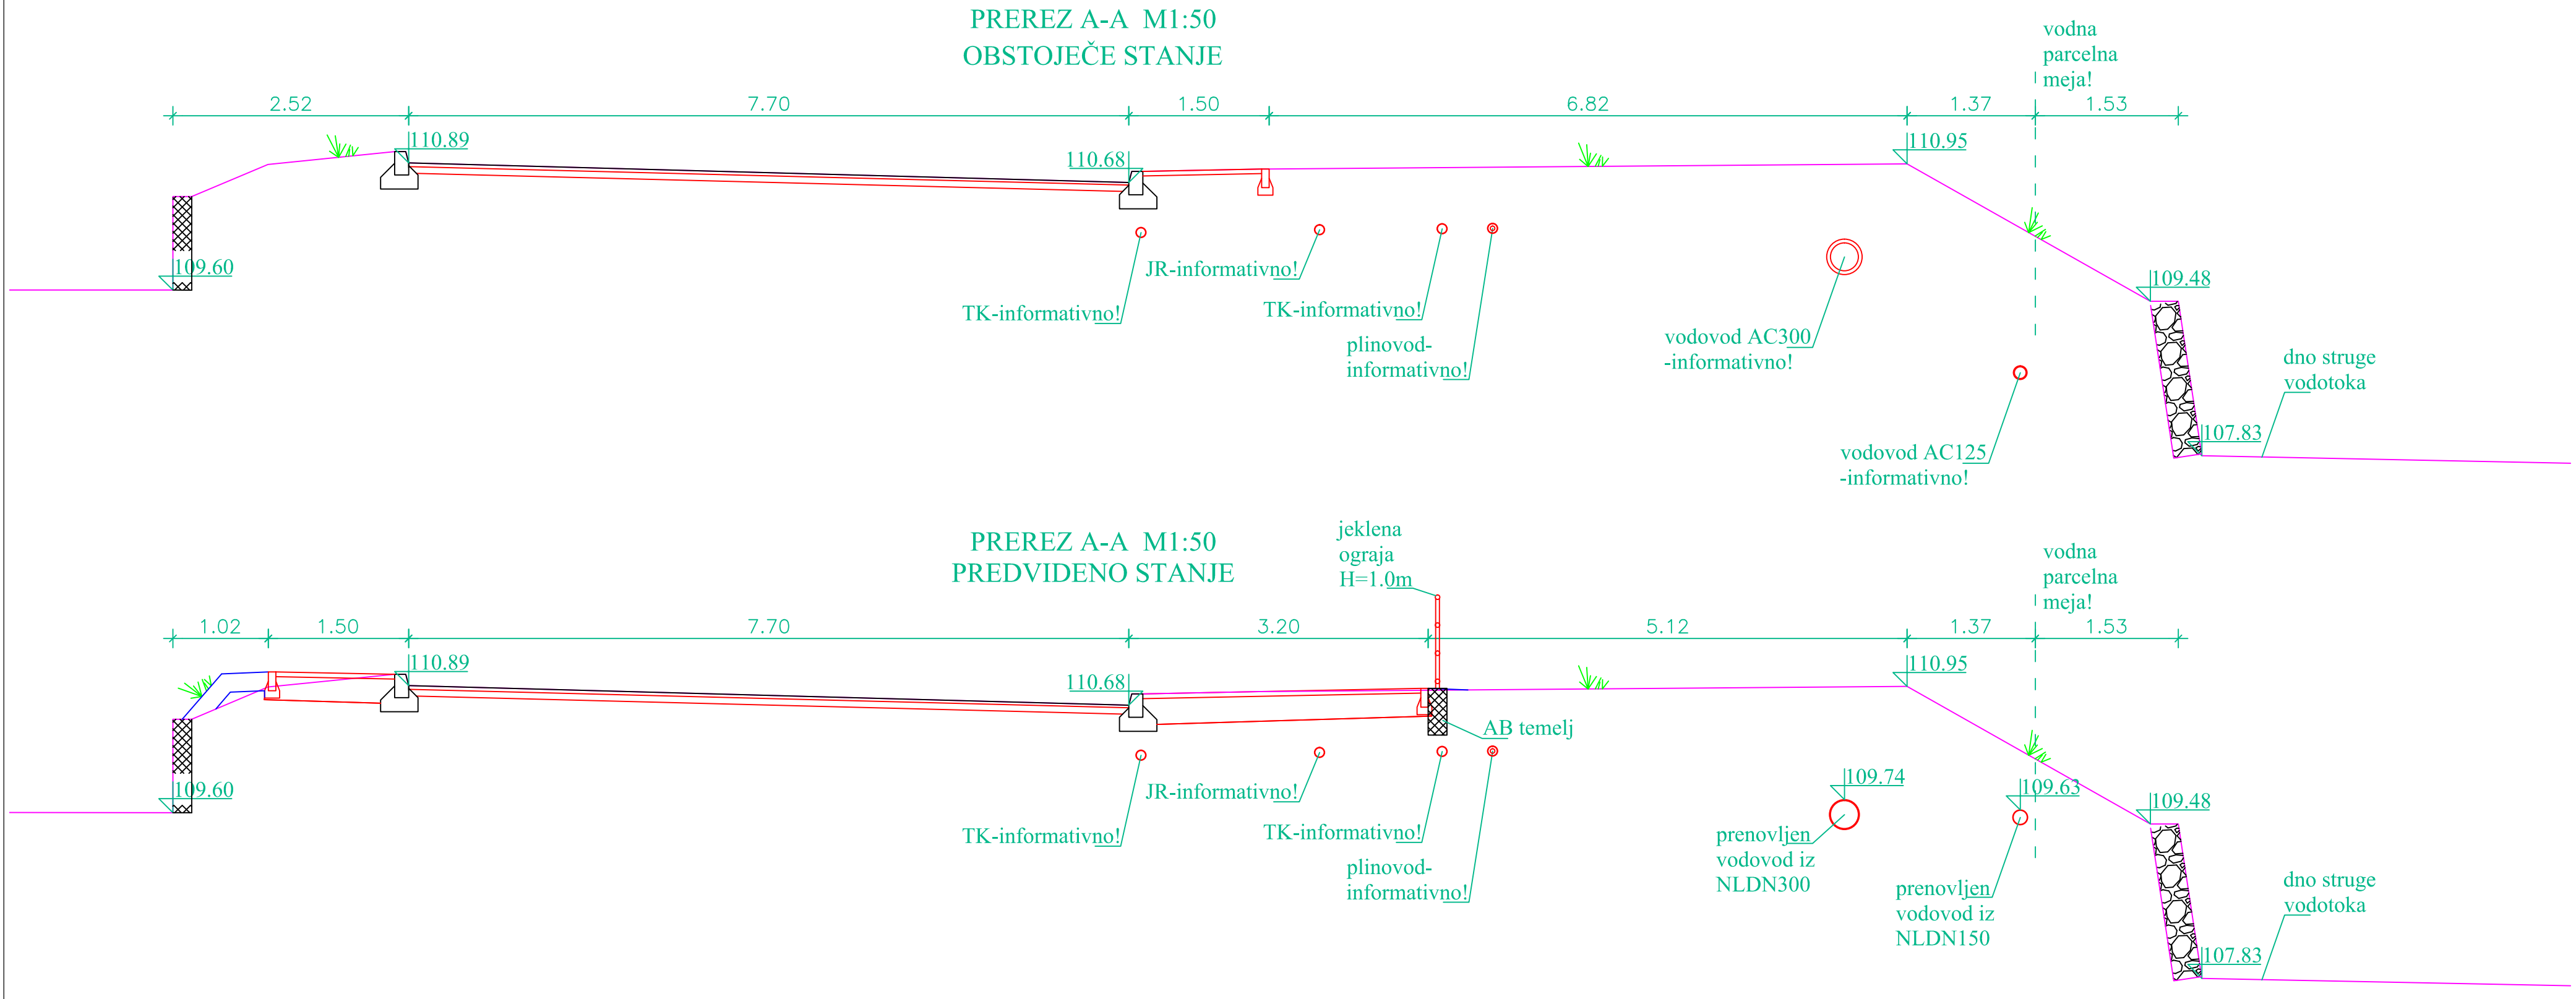 PREREZ A-A M1:50
OBSTOJEČE STANJE
vodna
parcelna
meja!
2.52
7.70
1.50
6.82
1.37
1.53
110.89
110.68
110.95
109.60
109.48
JR-informativno!
TK-informativno!
TK-informativno!
plinovod-
informativno!
vodovod AC300
-informativno!
dno struge
vodotoka
107.83
vodovod AC125
-informativno!
PREREZ A-A M1:50
PREDVIDENO STANJE
jeklena
ograja
H=1.0m
vodna
parcelna
meja!
1.02
1.50
7.70
3.20
5.12
1.37
1.53
110.89
110.68
110.95
AB temelj
109.60
109.74
109.63
109.48
JR-informativno!
TK-informativno!
TK-informativno!
plinovod-
informativno!
prenovljen
vodovod iz
NLDN300
prenovljen
vodovod iz
NLDN150
dno struge
vodotoka
107.83